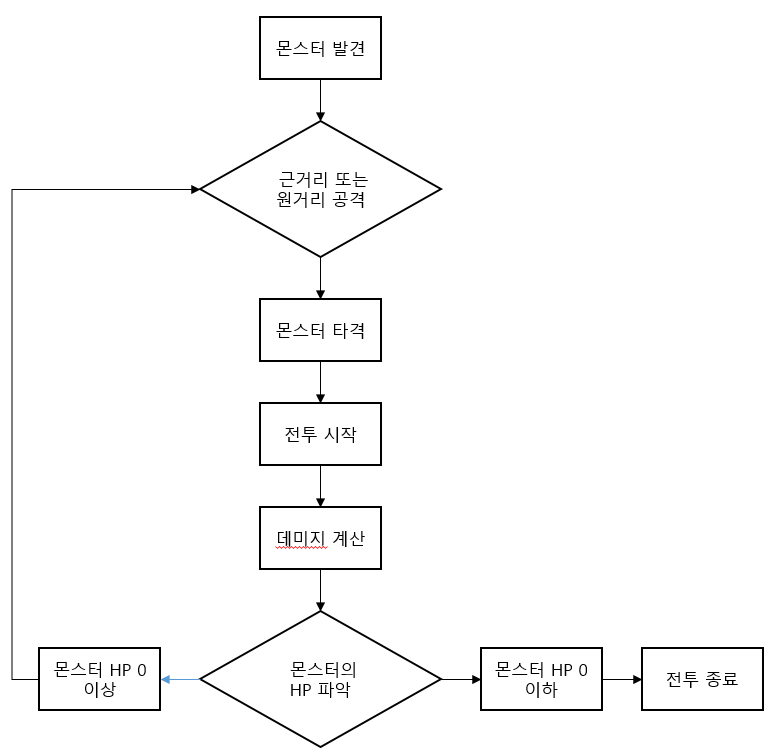 몬스터 발견
근거리 또는
원거리 공격
몬스터 타격
전투 시작
데미지 계산
몬스터 HP 0
이상
몬스터의
HP 파악
몬스터 HP 0
이하
전투 종료